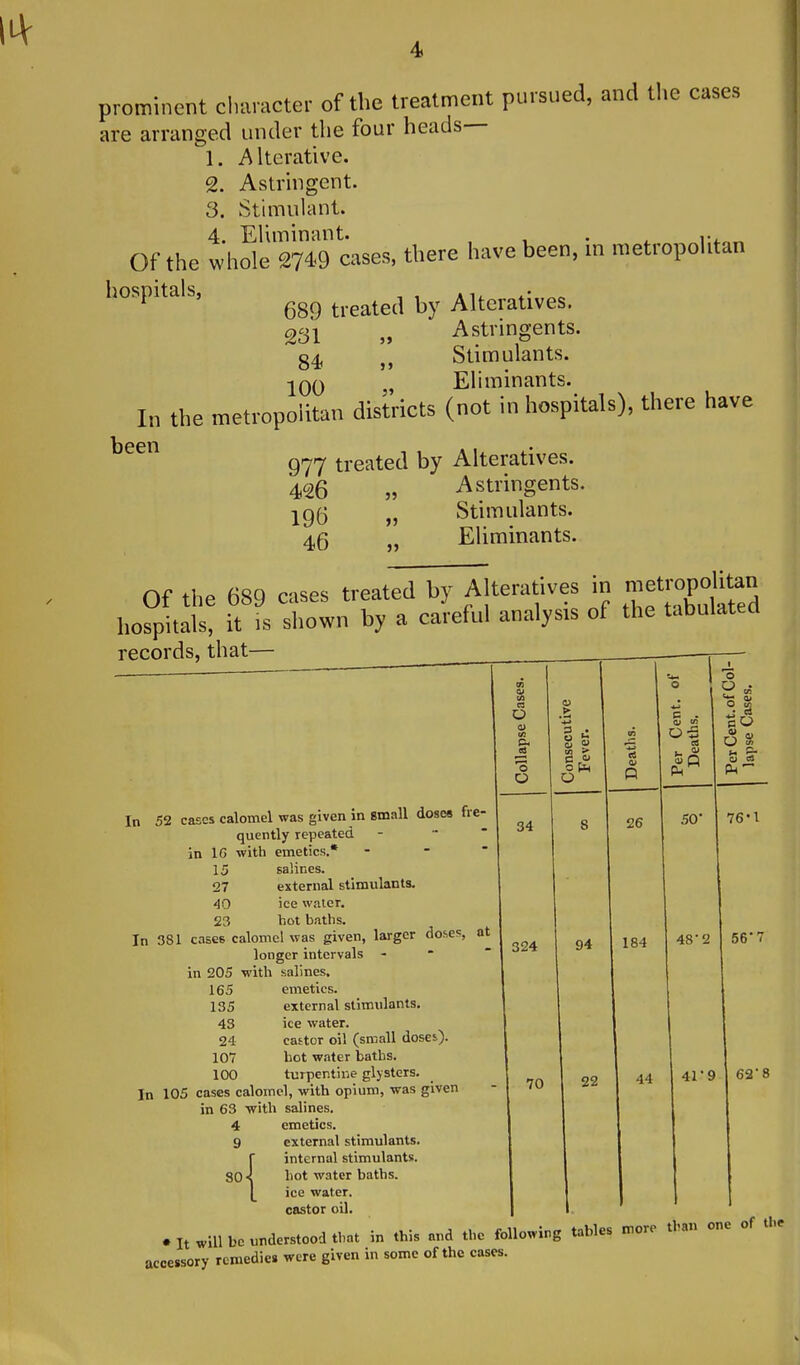 14
4
prominent character of the treatment pursued, and the cases
are arranged under the four heads—
1. Alterative.
2. Astringent.
3. Stimulant.
4. Eliminant.
Of the whole 2749 cases, there have been, in metropolitan
hospitals,
689 treated by Alteratives.
231 „ Astringents.
84 „ Stimulants.
100 „ Eliminants.
In the metropolitan districts (not in hospitals), there have
been
977 treated by Alteratives.
426 „ Astringents.
196 „ Stimulants.
46 „ Eliminants.
Of the 689 cases treated by Alteratives in metropolitan
hospitals, it is shown by a careful analysis of the tabulated
records, that—
Collapse Cases. Consecutive Fever. Deaths. Per Cent. of Deaths. Per Cent. of Collapse Cases.
In 52 cases calomel was given in small doses fre-
quently repeated - - - 34 8 26 50· 76·1
in 16 with emetics.* - - -
15 salines.
27 external stimulants.
40 ice water.
23 hot baths.
In 381 cases calomel was given, larger doses, at
longer intervals - - - 324 94 184 48·2 56·7
in 205 with salines.
165 emetics.
135 external stimulants.
43 ice water.
24 castor oil (small doses).
107 hot water baths.
100 turpentine glysters.
In 105 cases calomel, with opium, was given - 70 22 44 41·9 62·8
in 63 with salines.
4 emetics.
9 external stimulants.
internal stimulants.
80 { hot water baths.
ice water.
castor oil.
* It will be understood that in this and the following tables more than one of the
accessory remedies were given in some of the cases.